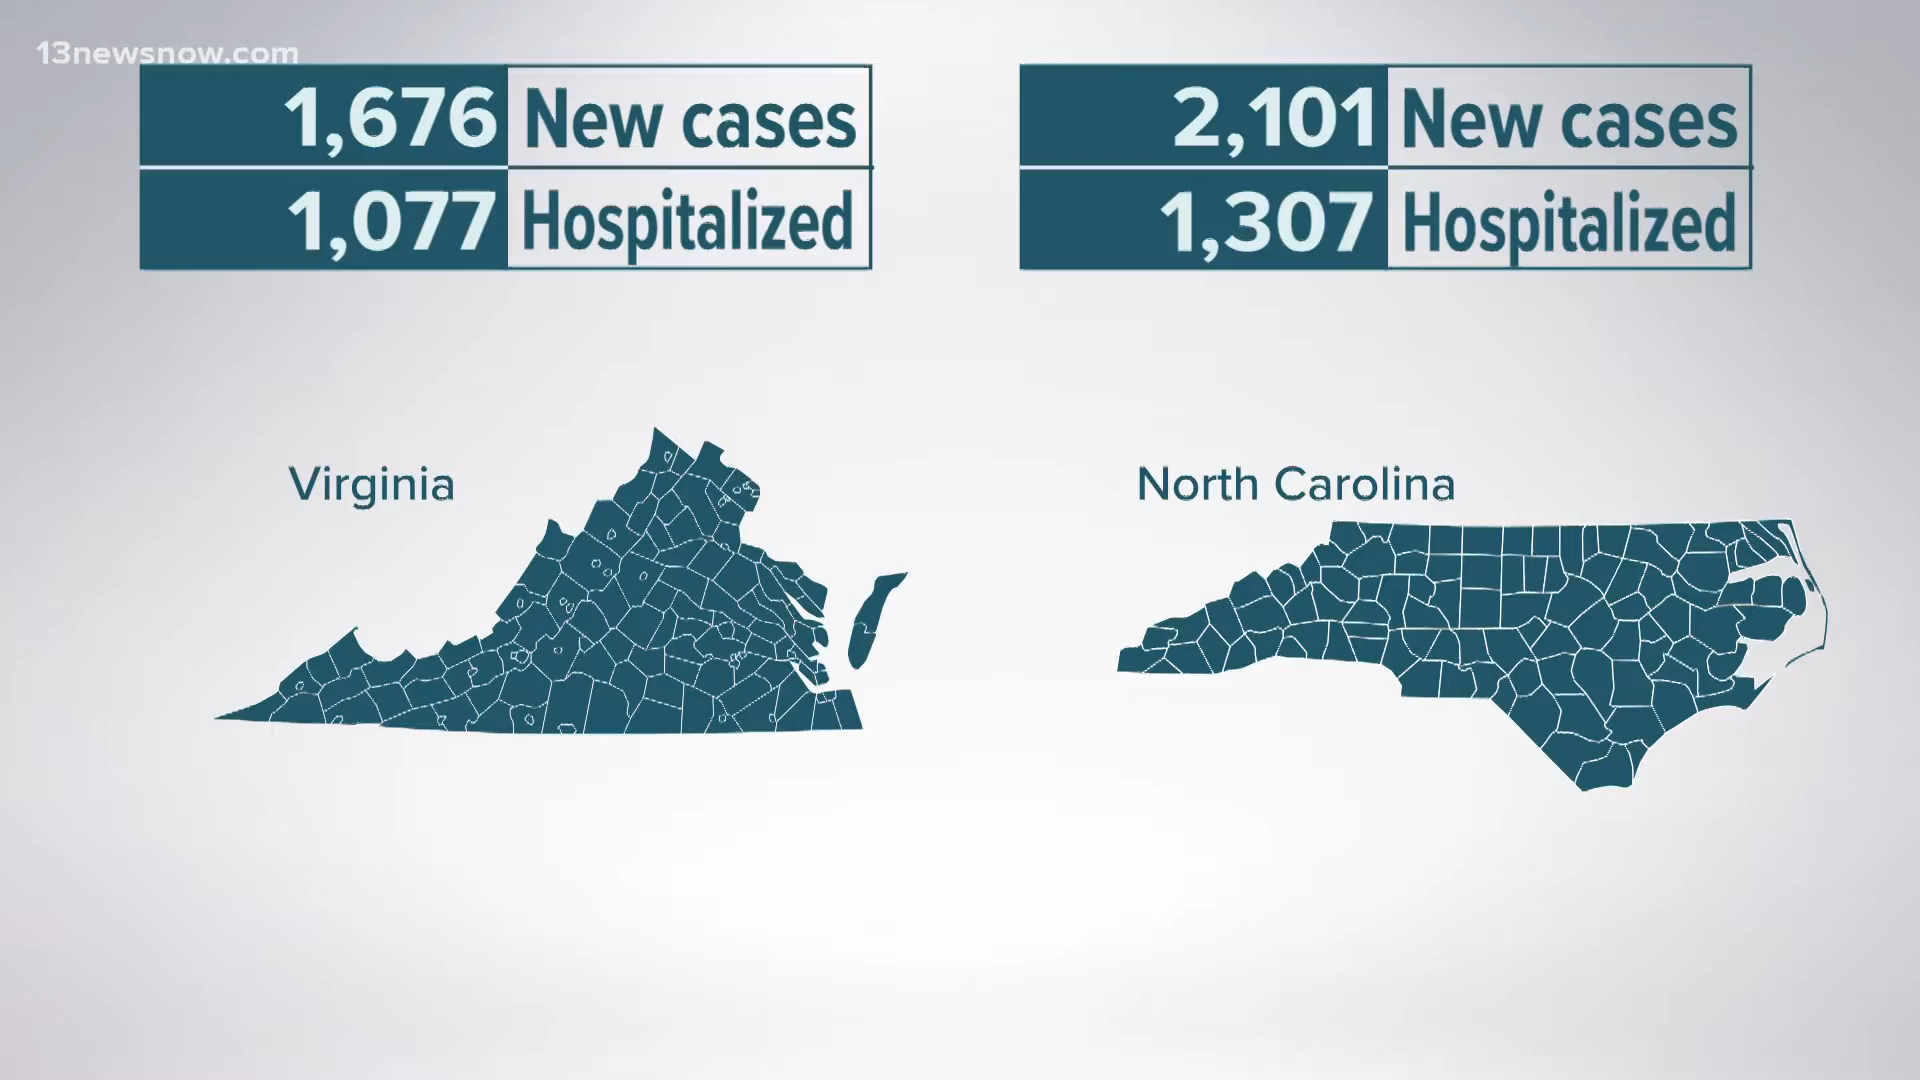 13newsnow.com
1,676 New cases
1,077 Hospitalized
2,101 New cases
1,307 Hospitalized
Virginia
North Carolina